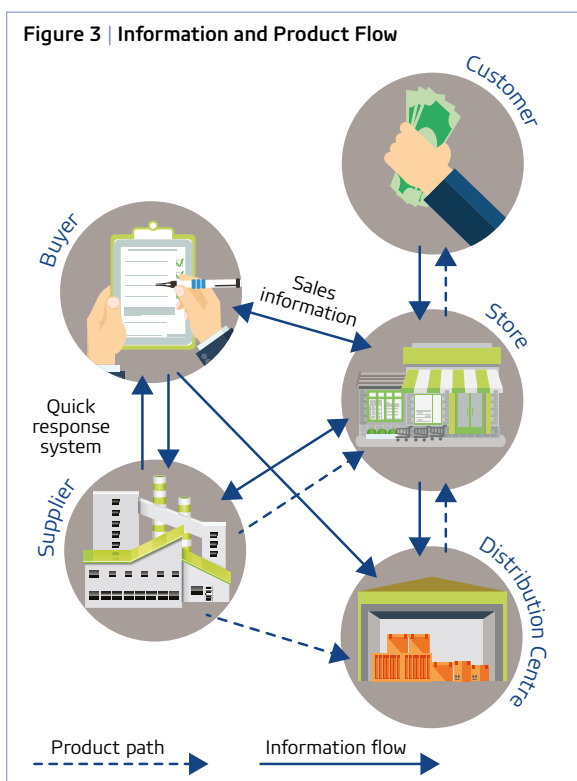 Figure 3 | Information and Product Flow
Customer
Buyer
Sales
information
Store
Quick
response
system
Supplier
Distribution Centre
Product path
Information flow